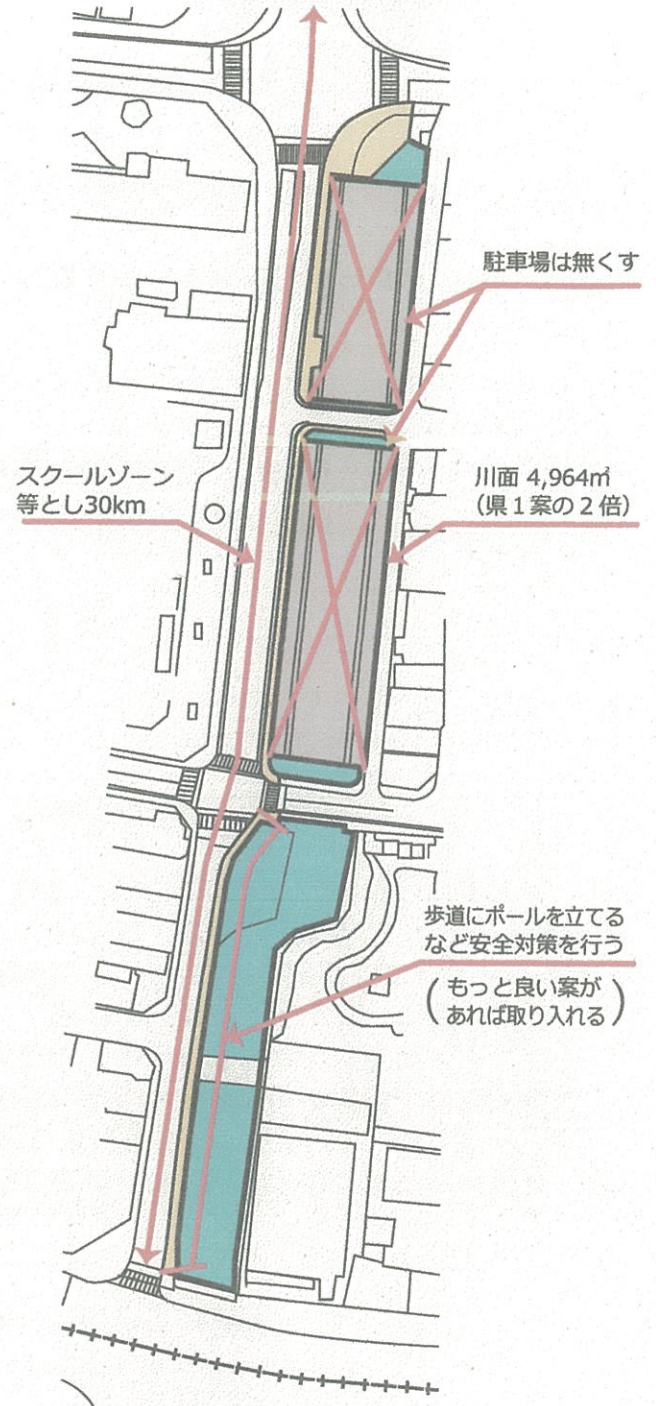 駐車場は無くす
スクールゾーン
等とし30km
川面 4,964㎡
（県１案の２倍）
歩道にポールを立てる
など安全対策を行う
（もっと良い案が
あれば取り入れる）